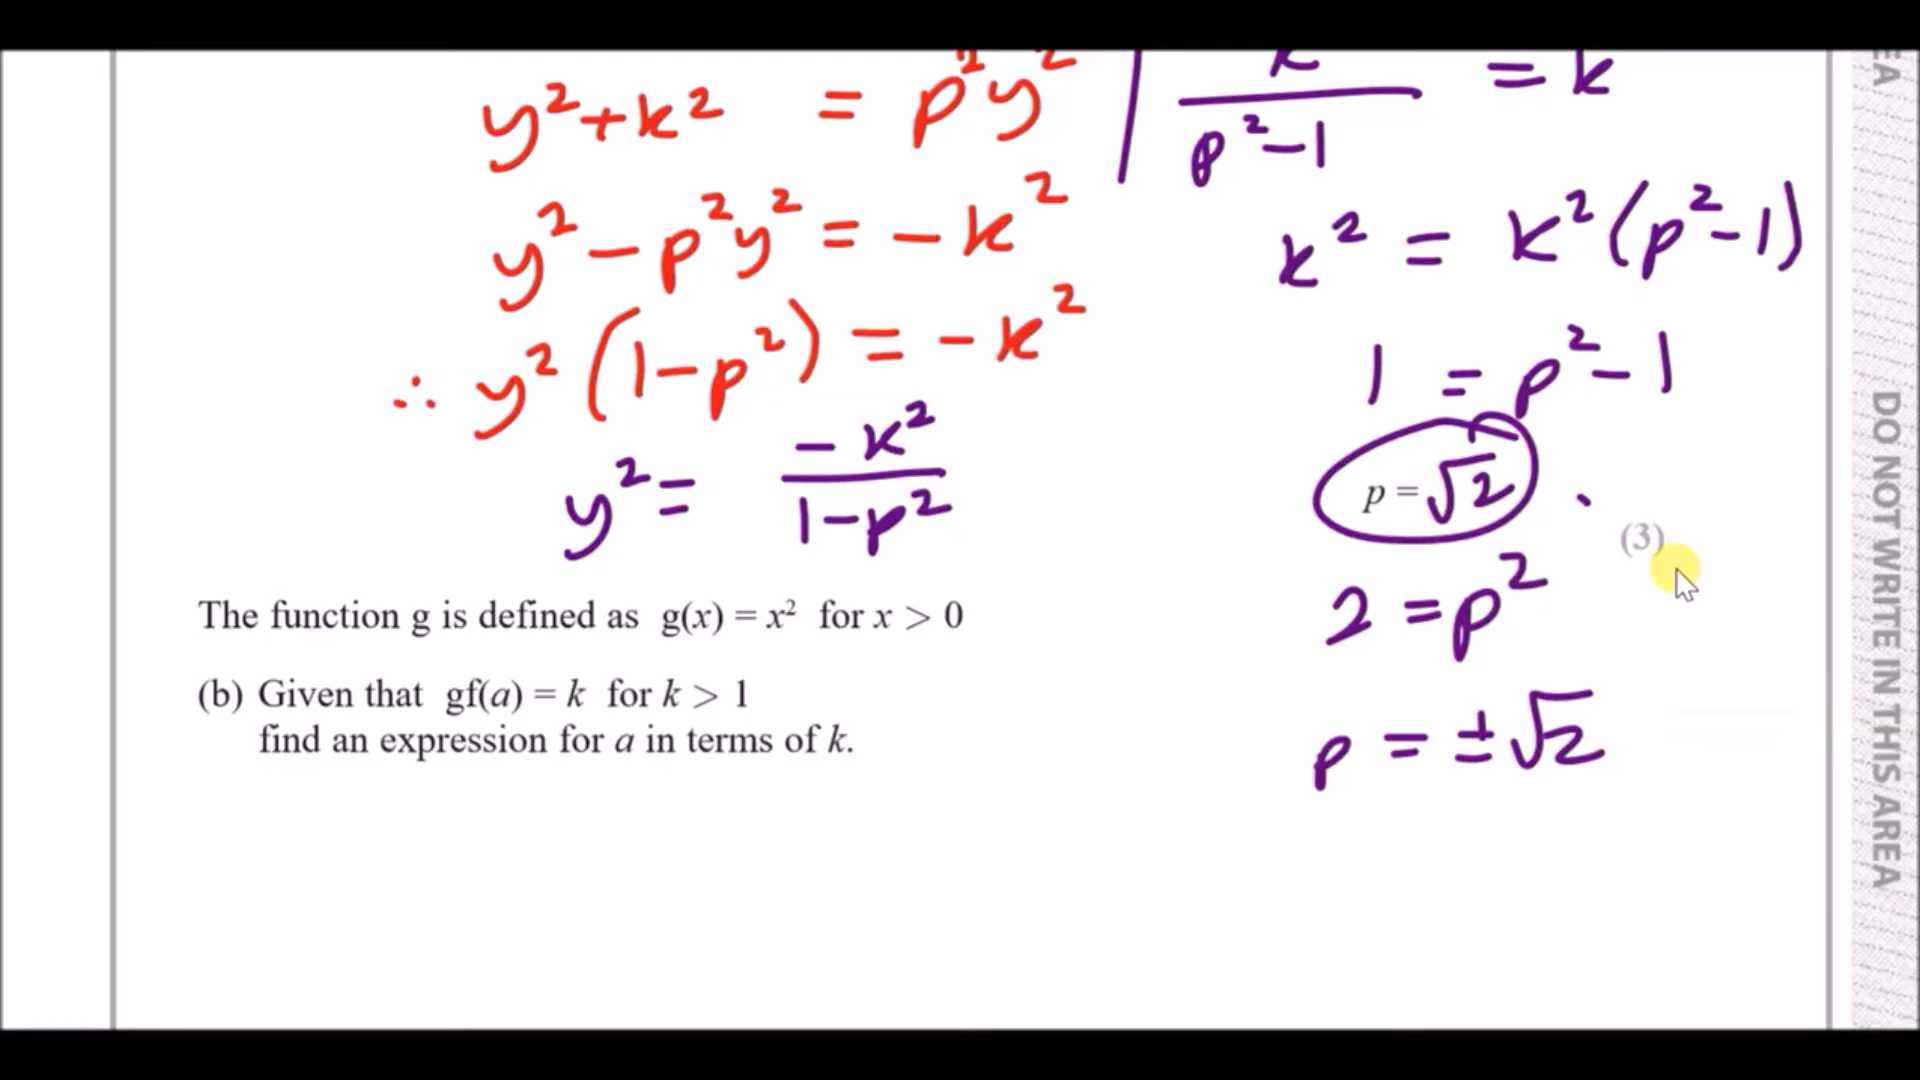 y² + k² = p²y²
y² − p²y² = −k²
∴ y²(1 − p²) = −k²
y² = −k² / (1 − p²)
k / (p² − 1) = k
k² = k²(p² − 1)
1 = p² − 1
p = √2
(3)
2 = p²
p = ±√2
The function g is defined as g(x) = x² for x > 0
(b) Given that gf(a) = k for k > 1
find an expression for a in terms of k.
EA
DO NOT WRITE IN THIS AREA